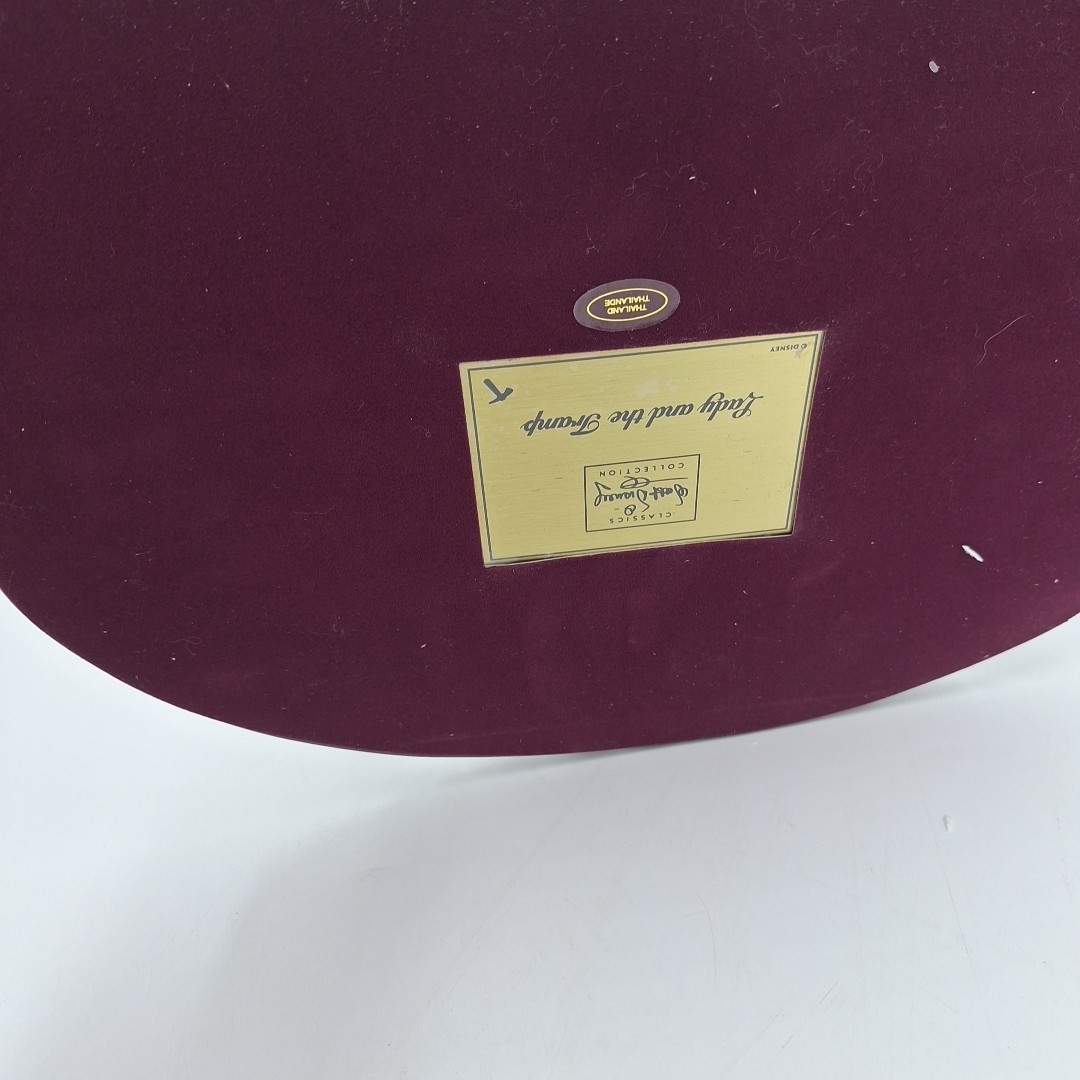 CLASSICS
Walt Disney
COLLECTION
Lady and the Tramp
© DISNEY
THAILAND
THAILANDE